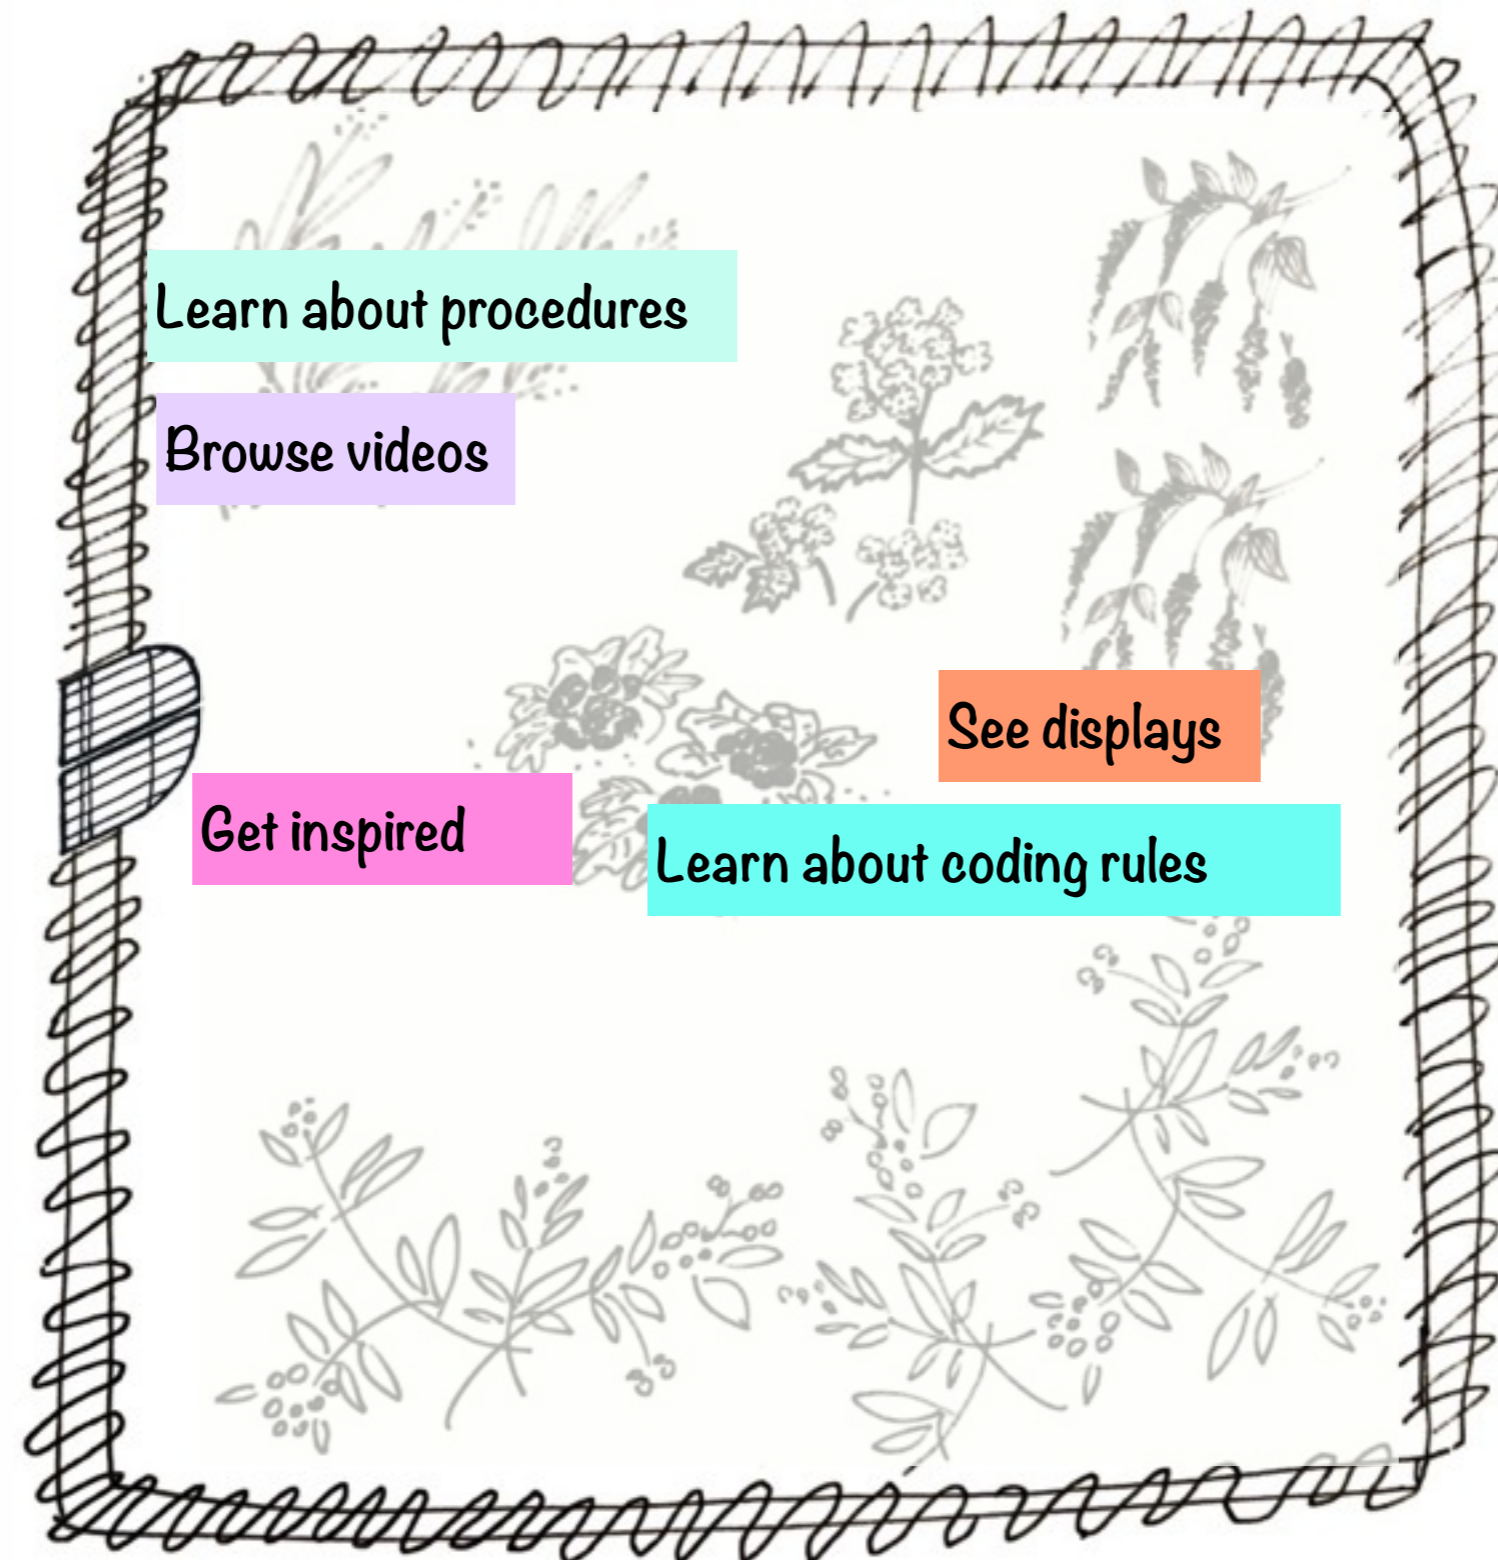 Learn about procedures
Browse videos
See displays
Get inspired
Learn about coding rules